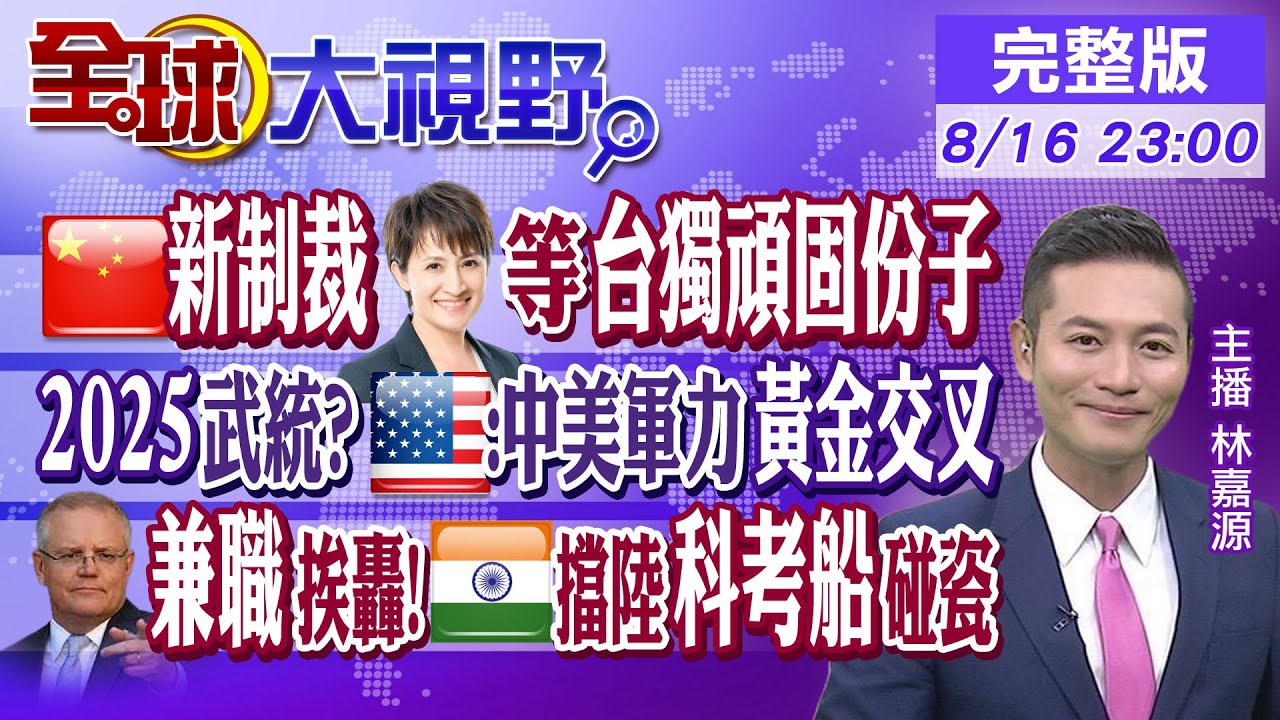 全球大視野
完整版
8/16 23:00
新制裁 等台獨頑固份子
2025武統? :中美軍力 黃金交叉
兼職挨轟! 擋陸科考船碰瓷
主播 林嘉源